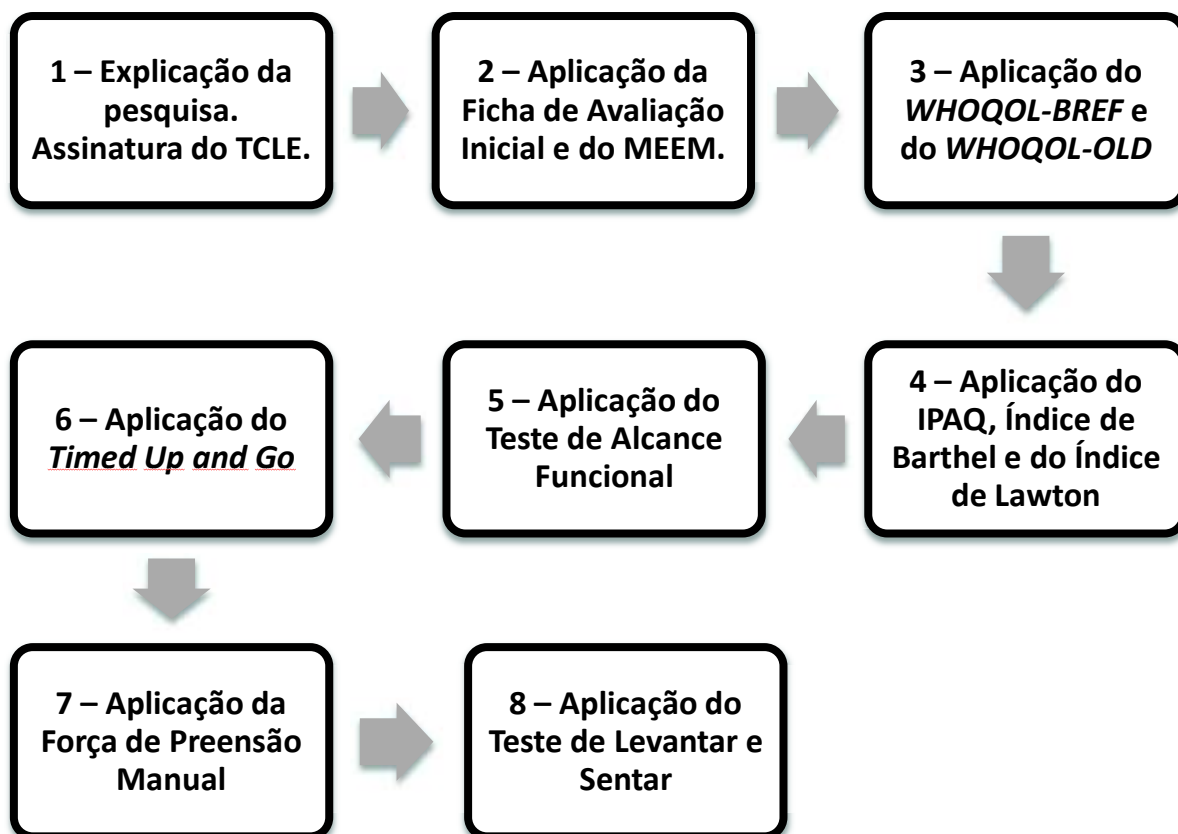 1 – Explicação da
pesquisa.
Assinatura do TCLE.
2 – Aplicação da
Ficha de Avaliação
Inicial e do MEEM.
3 – Aplicação do
WHOQOL-BREF e
do WHOQOL-OLD
4 – Aplicação do
IPAQ, Índice de
Barthel e do Índice
de Lawton
5 – Aplicação do
Teste de Alcance
Funcional
6 – Aplicação do
Timed Up and Go
7 – Aplicação da
Força de Preensão
Manual
8 – Aplicação do
Teste de Levantar e
Sentar